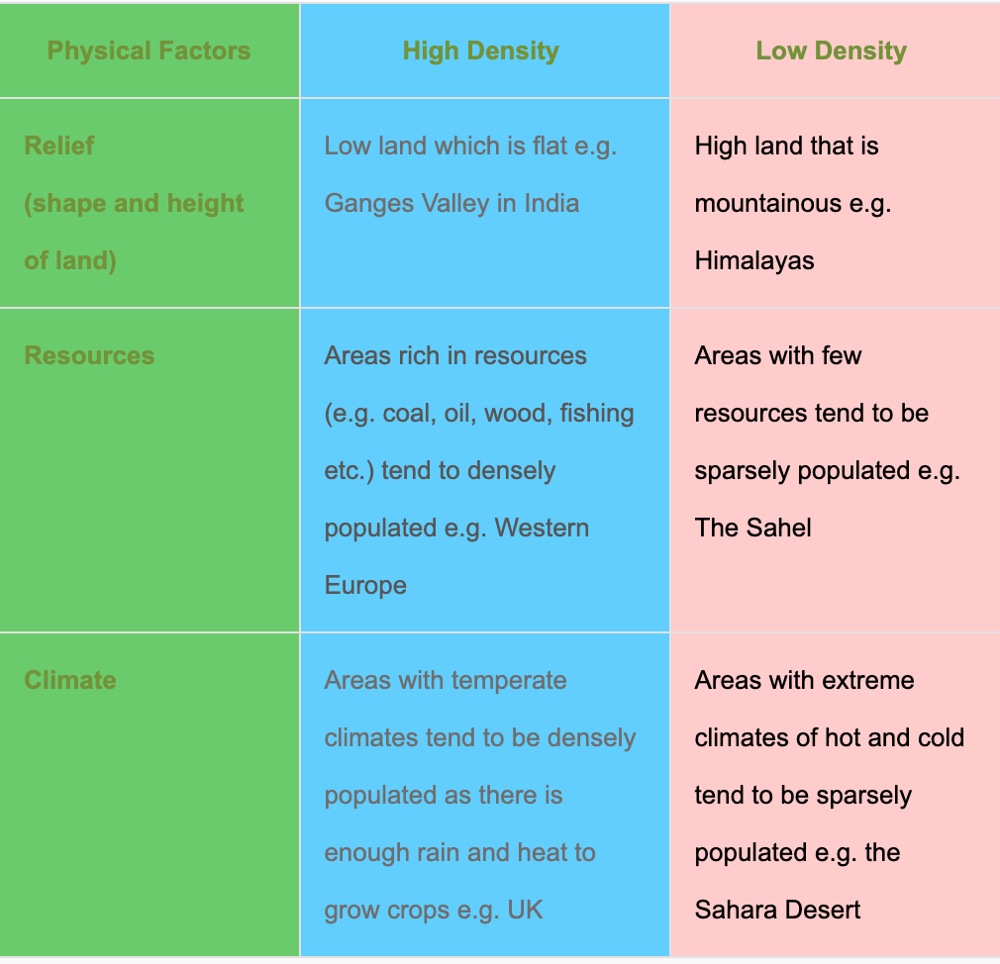 Physical Factors
High Density
Low Density
Relief
(shape and height
of land)
Low land which is flat e.g.
Ganges Valley in India
High land that is
mountainous e.g.
Himalayas
Resources
Areas rich in resources
(e.g. coal, oil, wood, fishing
etc.) tend to densely
populated e.g. Western
Europe
Areas with few
resources tend to be
sparsely populated e.g.
The Sahel
Climate
Areas with temperate
climates tend to be densely
populated as there is
enough rain and heat to
grow crops e.g. UK
Areas with extreme
climates of hot and cold
tend to be sparsely
populated e.g. the
Sahara Desert